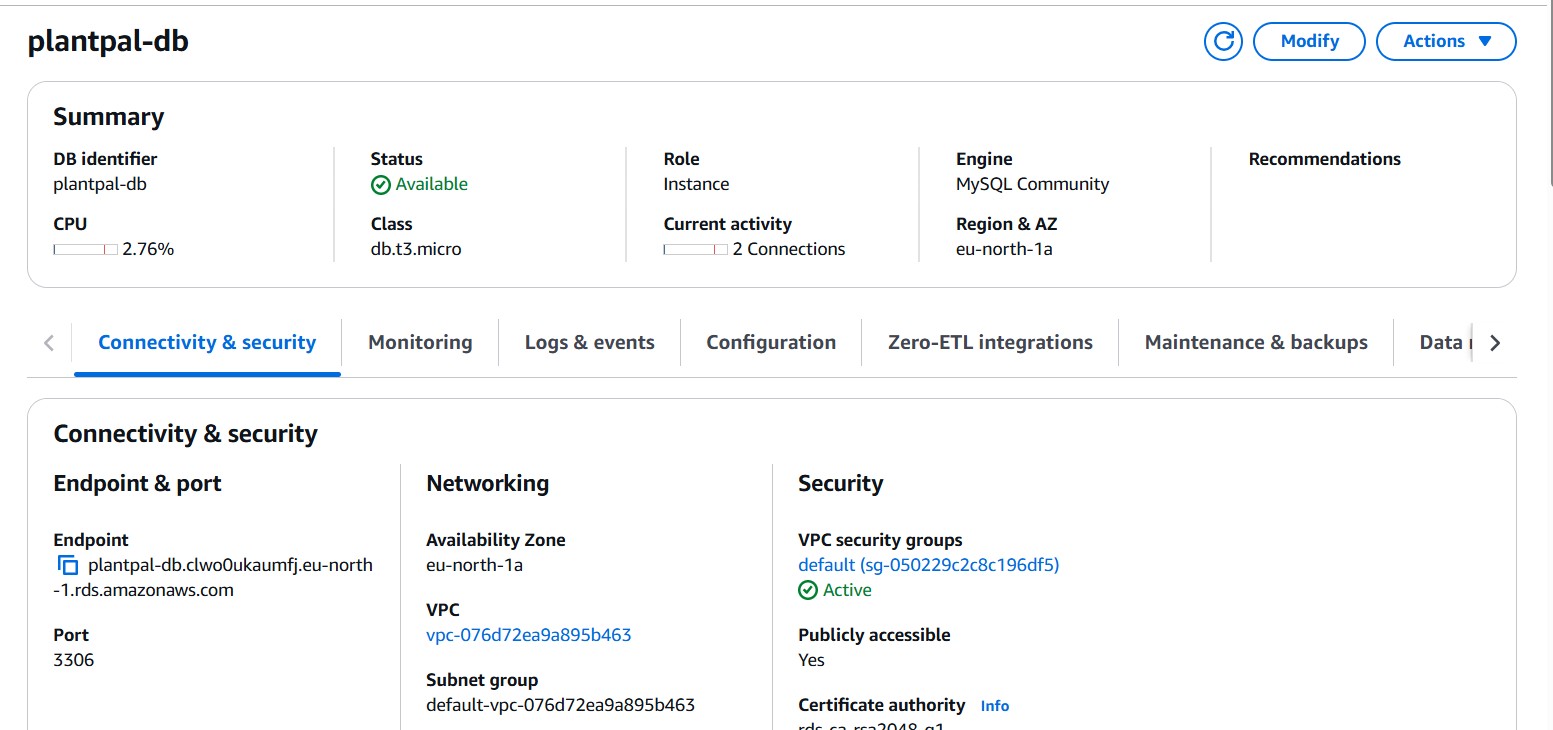 plantpal-db
Modify
Actions
Summary
DB identifier
plantpal-db
Status
Available
Role
Instance
Engine
MySQL Community
Recommendations
CPU
2.76%
Class
db.t3.micro
Current activity
2 Connections
Region & AZ
eu-north-1a
Connectivity & security
Monitoring
Logs & events
Configuration
Zero-ETL integrations
Maintenance & backups
Data
Connectivity & security
Endpoint & port
Endpoint
plantpal-db.clwo0ukaumfj.eu-north
-1.rds.amazonaws.com
Port
3306
Networking
Availability Zone
eu-north-1a
VPC
vpc-076d72ea9a895b463
Subnet group
default-vpc-076d72ea9a895b463
Security
VPC security groups
default (sg-050229c2c8c196df5)
Active
Publicly accessible
Yes
Certificate authority Info